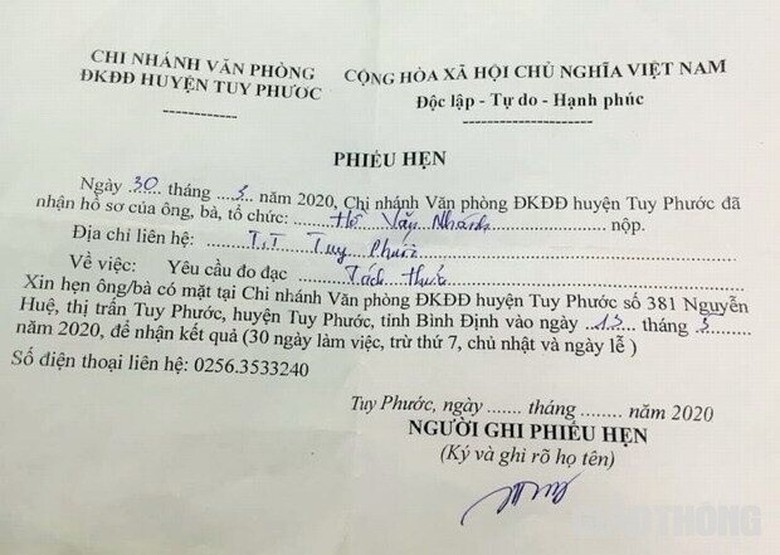 CHI NHÁNH VĂN PHÒNG
ĐKĐĐ HUYỆN TUY PHƯƠC
CỘNG HÒA XÃ HỘI CHỦ NGHĨA VIỆT NAM
Độc lập - Tự do - Hạnh phúc
PHIẾU HẸN
Ngày 30 tháng 3 năm 2020, Chi nhánh Văn phòng ĐKĐĐ huyện Tuy Phước đã
nhận hồ sơ của ông, bà, tổ chức: Hồ Văn Nhánh nộp.
Địa chỉ liên hệ: T.T Tuy Phước
Về việc: Yêu cầu đo đạc Tách thửa
Xin hẹn ông/bà có mặt tại Chi nhánh Văn phòng ĐKĐĐ huyện Tuy Phước số 381 Nguyễn
Huệ, thị trấn Tuy Phước, huyện Tuy Phước, tỉnh Bình Định vào ngày 13 tháng 5
năm 2020, để nhận kết quả (30 ngày làm việc, trừ thứ 7, chủ nhật và ngày lễ )
Số điện thoại liên hệ: 0256.3533240
Tuy Phước, ngày ....... tháng ........ năm 2020
NGƯỜI GHI PHIẾU HẸN
(Ký và ghi rõ họ tên)